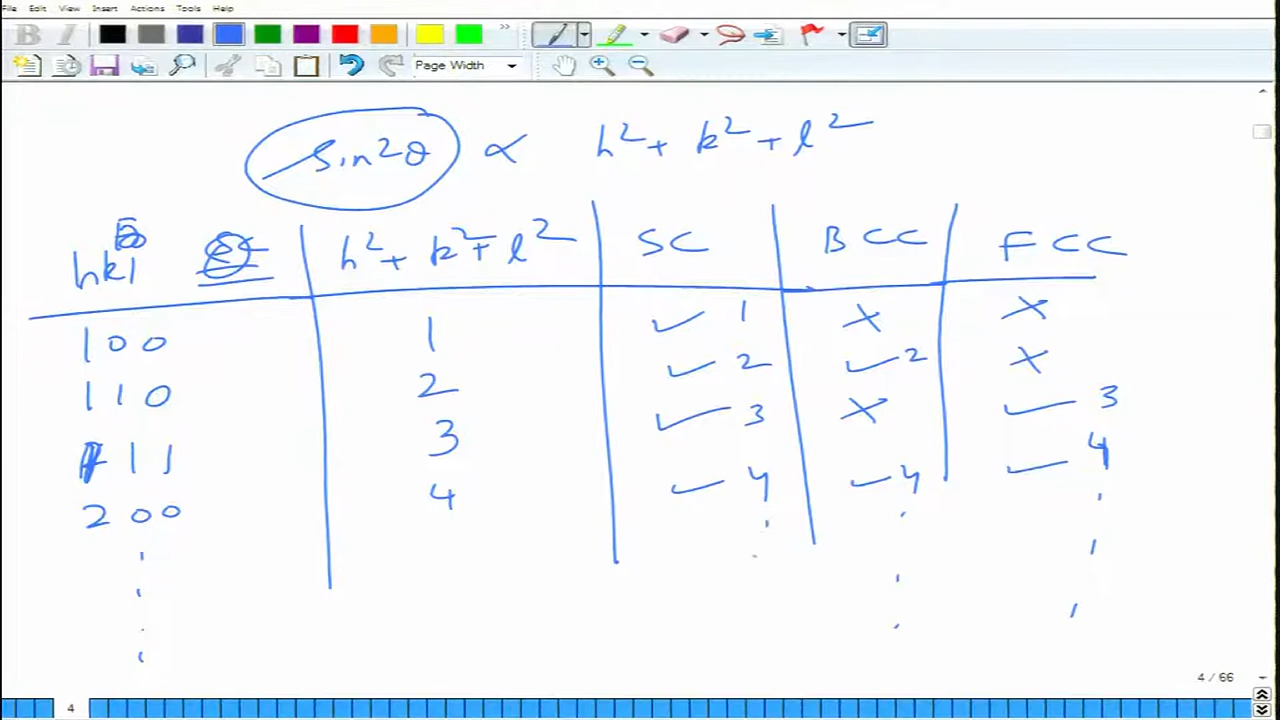 File Edit View Insert Actions Tools Help
B I Page Width
sin²θ ∝ h² + k² + l²
hkl h² + k² + l² SC BCC FCC
100 1 ✓ 1 × ×
110 2 ✓ 2 ✓ 2 ×
111 3 ✓ 3 × ✓ 3
200 4 ✓ 4 ✓ 4 ✓ 4
4 / 66
4